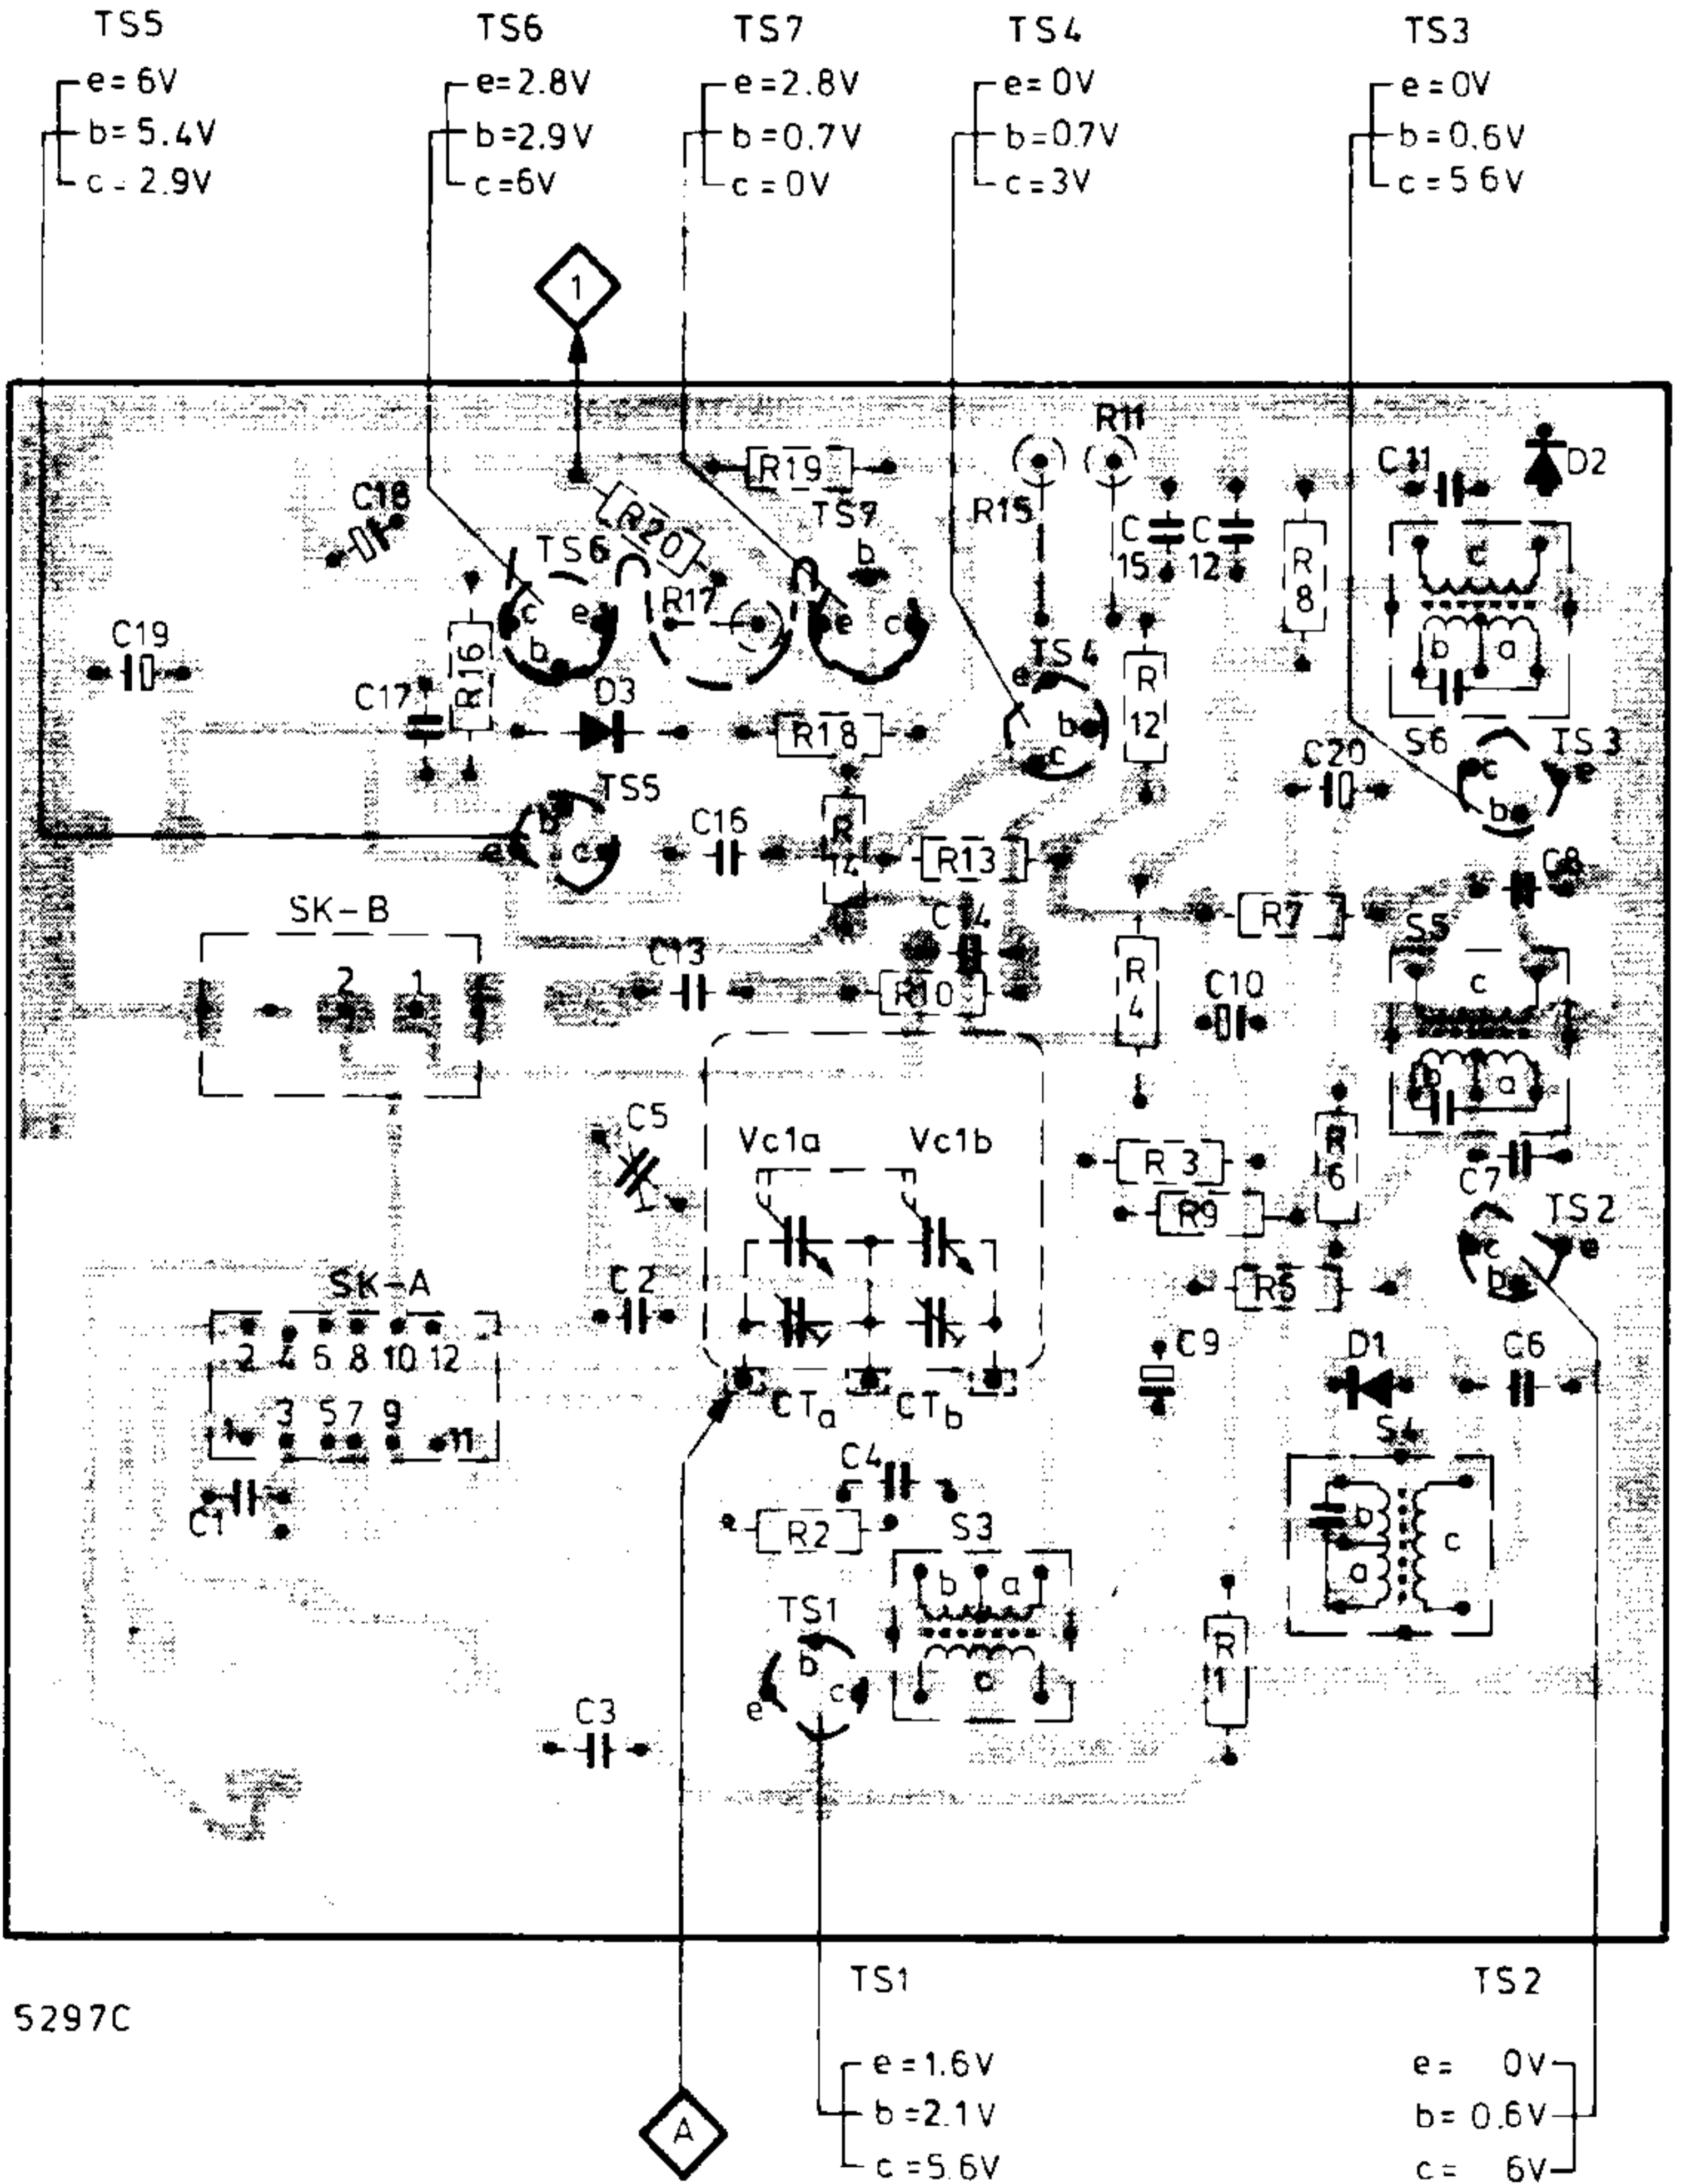 TS5 TS6 TS7 TS4 TS3
e= 6V e=2.8V e=2.8V e=0V e=0V
b=5.4V b=2.9V b=0.7V b=0.7V b=0.6V
c=2.9V c=6V c=0V c=3V c=5 6V
1
R11
R19 C11 D2
C18 R20 TS7 R15
TS6 b C 15 C 12 R 8 c
R17
c e e c
C19 b R16 TS4 b a
e
C17 D3 R 12
R18 b S6 TS3
c C20 c e
TS5 b
b C16 R 14 R13 C8
e c
SK-B C14 R7 S5
C13 R 4 c
2 1 R10 C10
b a
C5 Vc1a Vc1b R 3 R 6 C7
R9 TS2
c e
SK-A C2 R5 b
2 4 6 8 10 12 C9 D1 C6
CTa CTb
1 3 5 7 9 11 S4
C4
C1 R2 S3 b c
a
b a
TS1 R 1
b
e c c
C3
TS1 TS2
5297C
e=1.6V e= 0V
b=2.1V b= 0.6V
A
c=5.6V c= 6V